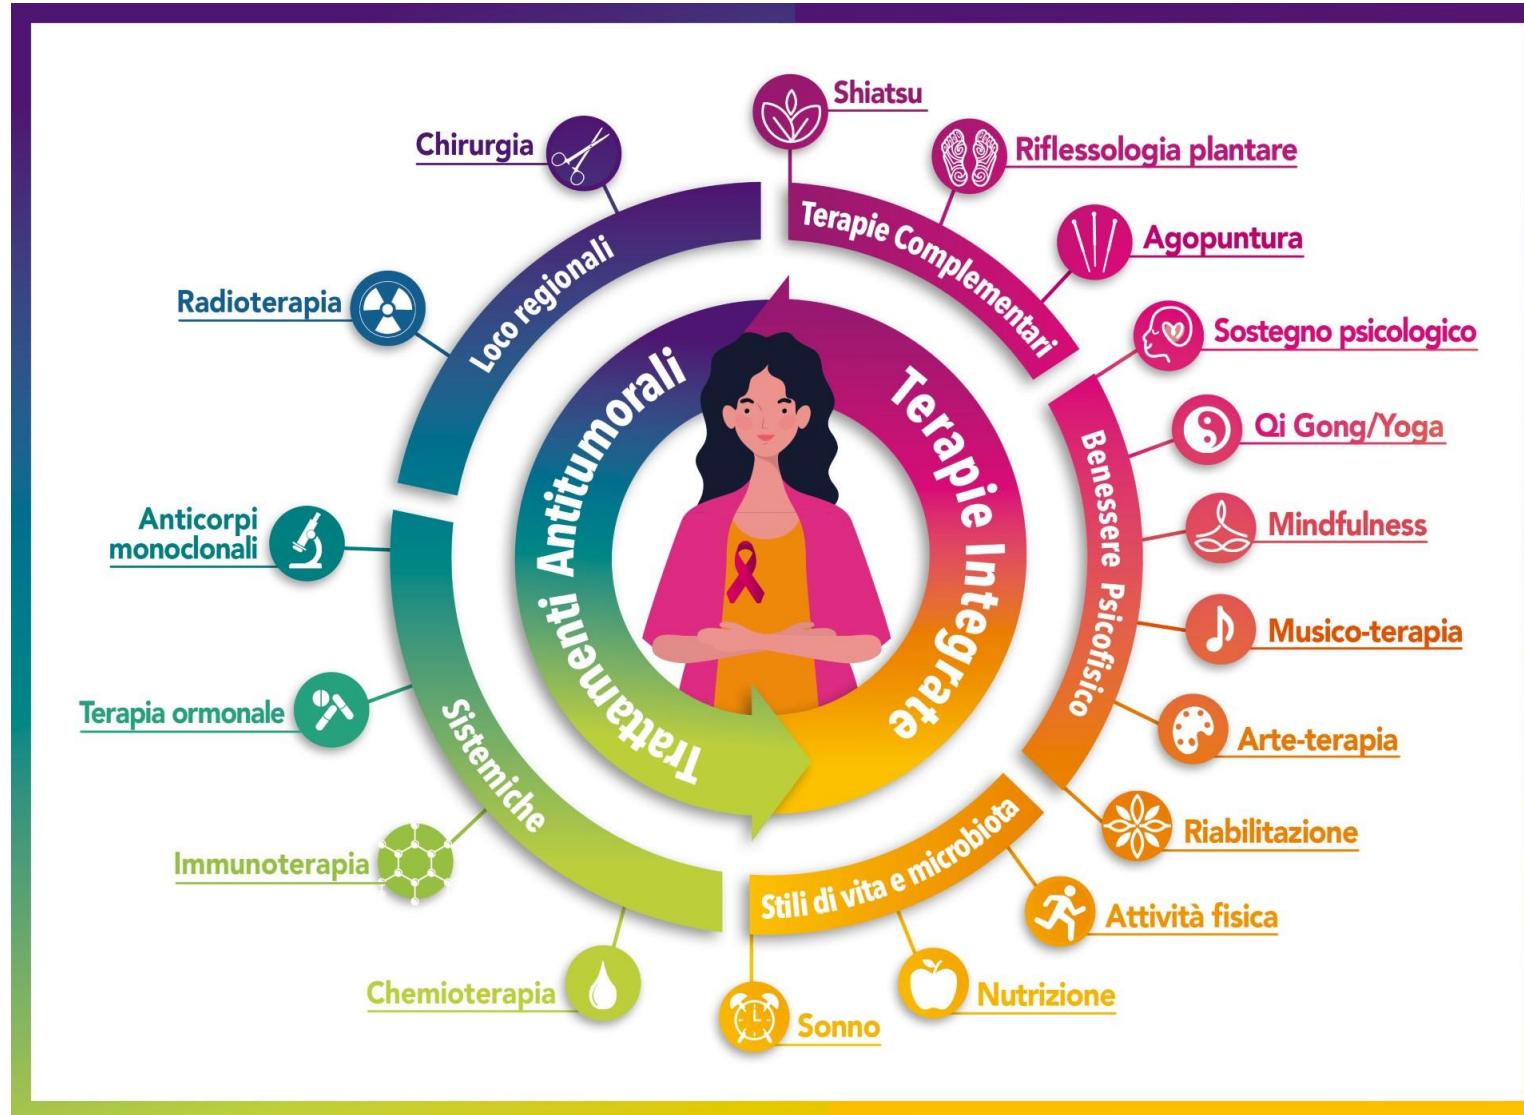 Shiatsu
Riflessologia plantare
Agopuntura
Chirurgia
Radioterapia
Loco regionali
Terapie Complementari
Sostegno psicologico
Qi Gong/Yoga
Mindfulness
Musico-terapia
Arte-terapia
Riabilitazione
Benessere Psicofisico
Trattamenti Antitumorali
Terapie Integrate
Anticorpi
monoclonali
Terapia ormonale
Immunoterapia
Chemioterapia
Sistemiche
Stili di vita e microbiota
Attività fisica
Nutrizione
Sonno